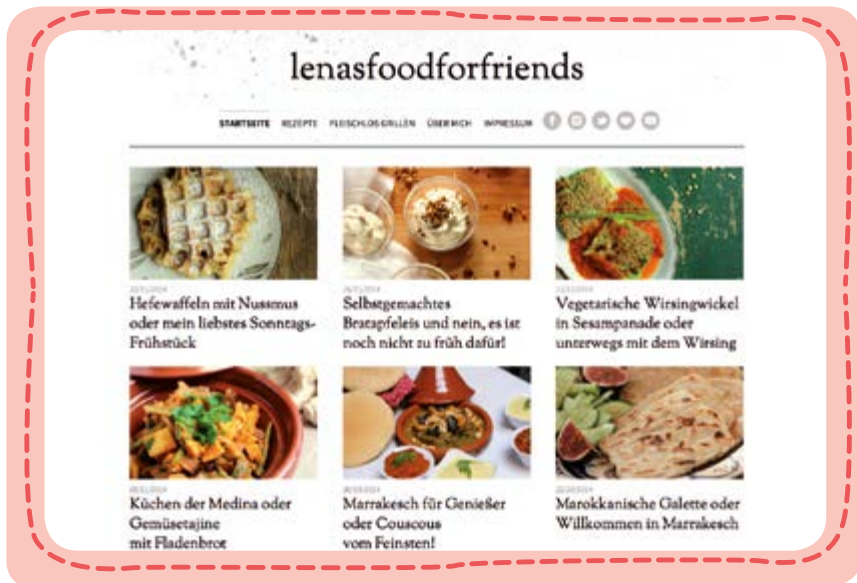 lenasfoodforfriends
STARTSEITE REZEPTE FLEISCHLOS GRILLEN ÜBER MICH IMPRESSUM
Hefewaffeln mit Nussmus
oder mein liebstes Sonntags-
Frühstück
Selbstgemachtes
Bratapfeleis und nein, es ist
noch nicht zu früh dafür!
Vegetarische Wirsingwickel
in Sesampanade oder
unterwegs mit dem Wirsing
Küchen der Medina oder
Gemüsetajine
mit Fladenbrot
Marrakesch für Genießer
oder Couscous
vom Feinsten!
Marokkanische Galette oder
Willkommen in Marrakesch